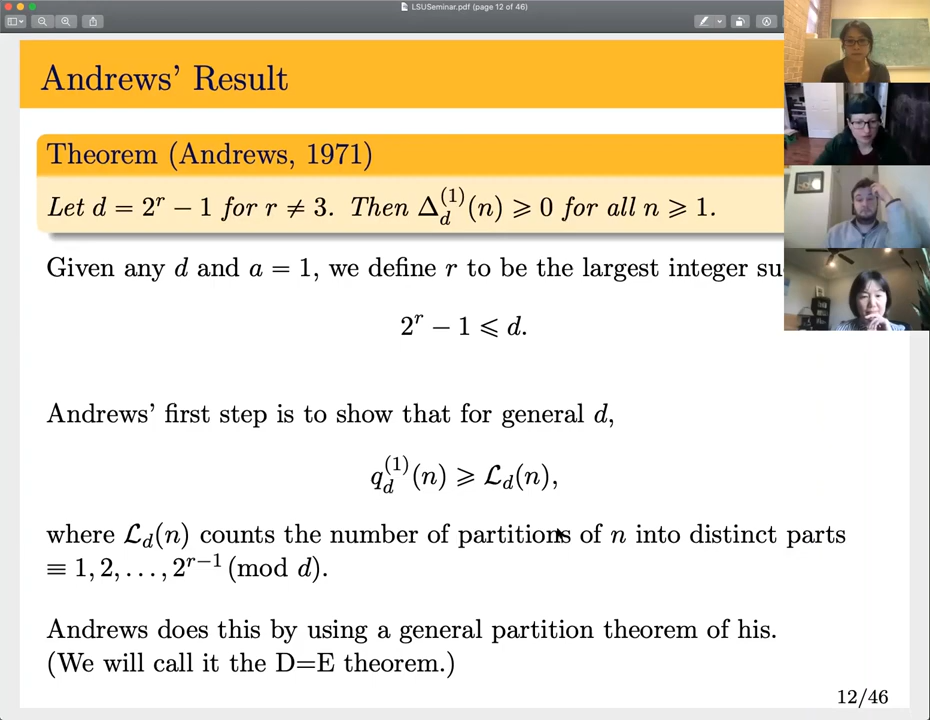 LSUSeminar.pdf (page 12 of 46)
Andrews' Result
Theorem (Andrews, 1971)
Let d = 2^r − 1 for r ≠ 3. Then Δ_d^{(1)}(n) ⩾ 0 for all n ⩾ 1.
Given any d and a = 1, we define r to be the largest integer su
2^r − 1 ⩽ d.
Andrews' first step is to show that for general d,
q_d^{(1)}(n) ⩾ ℒ_d(n),
where ℒ_d(n) counts the number of partitions of n into distinct parts
≡ 1, 2, . . . , 2^{r−1} (mod d).
Andrews does this by using a general partition theorem of his.
(We will call it the D=E theorem.)
12/46